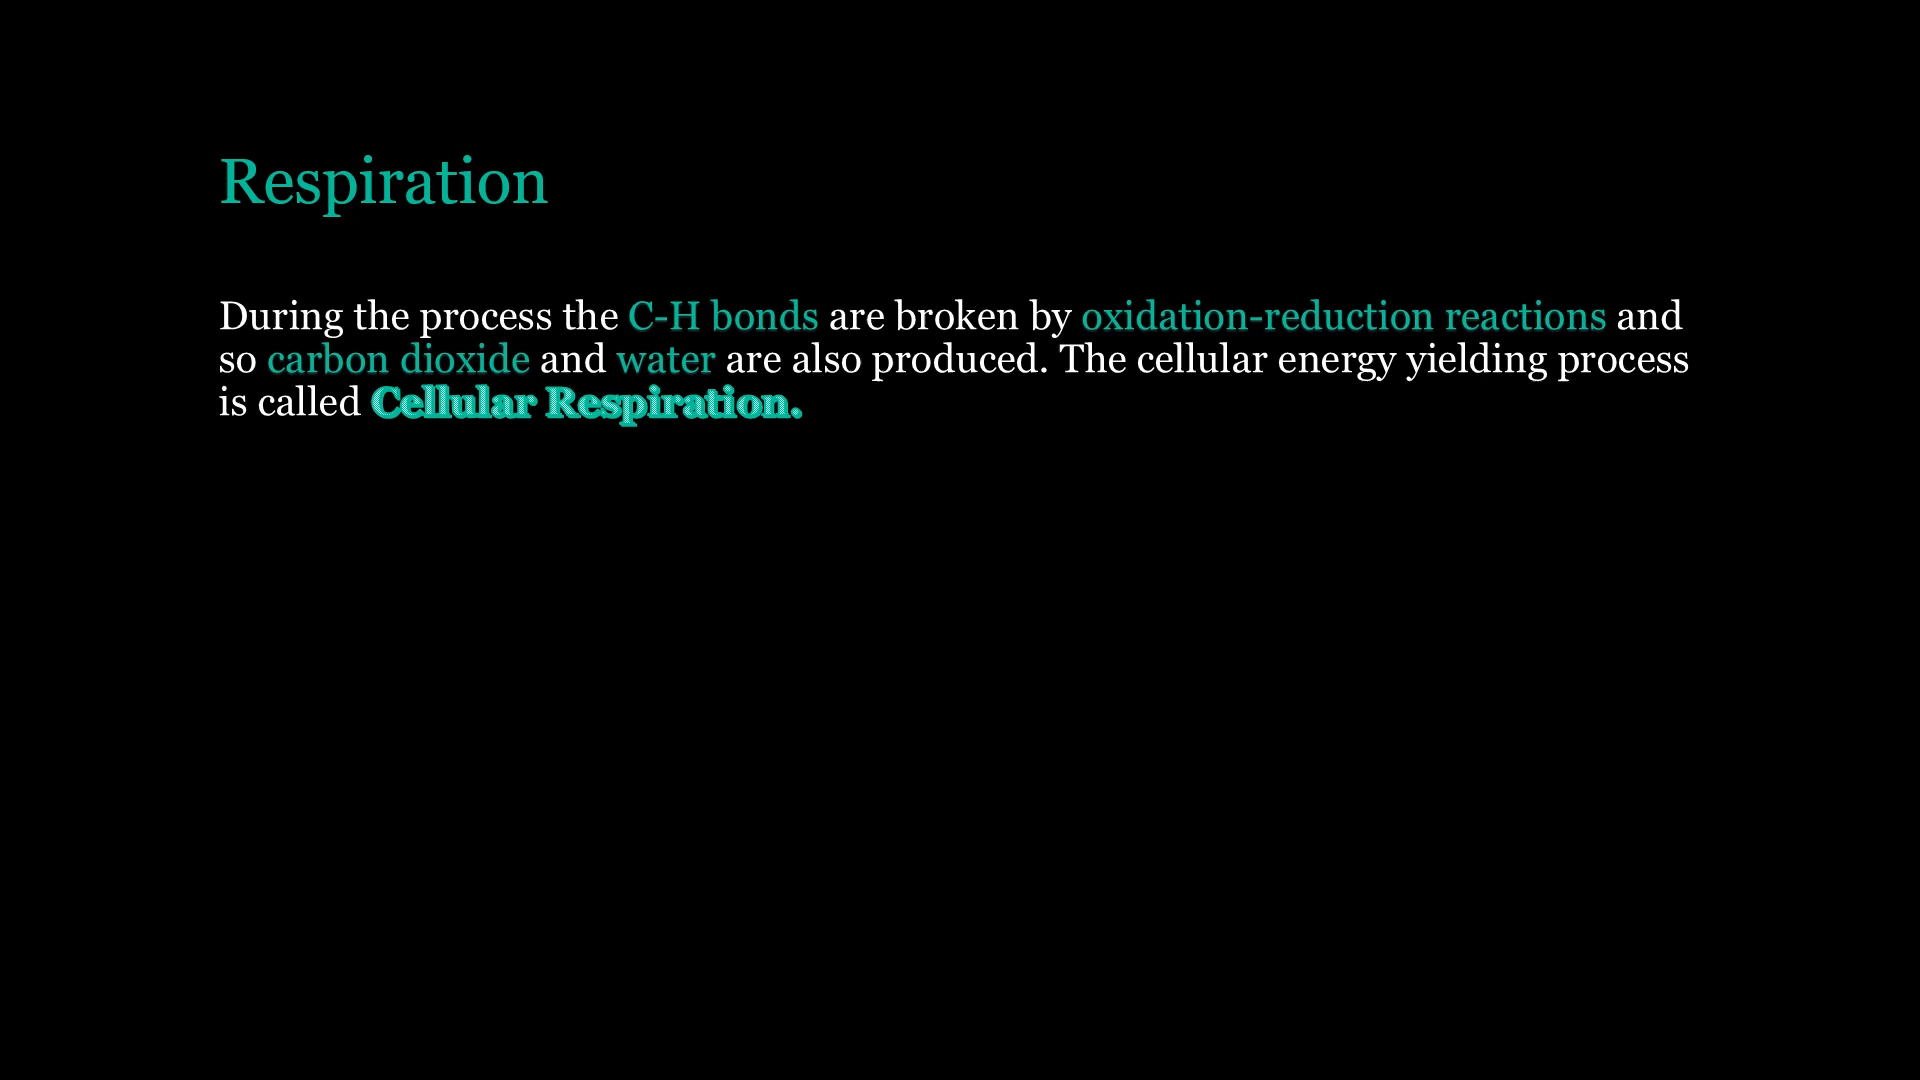 Respiration
During the process the C-H bonds are broken by oxidation-reduction reactions and
so carbon dioxide and water are also produced. The cellular energy yielding process
is called Cellular Respiration.